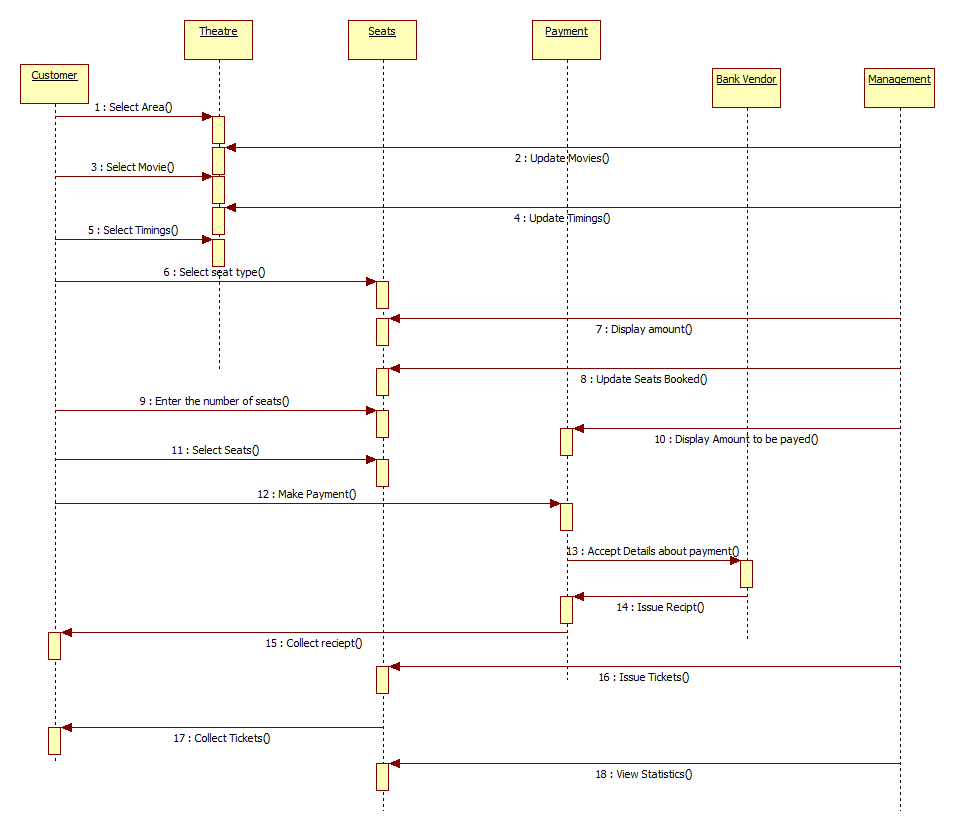 Theatre
Seats
Payment
Customer
Bank Vendor
Management
1 : Select Area()
2 : Update Movies()
3 : Select Movie()
4 : Update Timings()
5 : Select Timings()
6 : Select seat type()
7 : Display amount()
8 : Update Seats Booked()
9 : Enter the number of seats()
10 : Display Amount to be payed()
11 : Select Seats()
12 : Make Payment()
13 : Accept Details about payment()
14 : Issue Recipt()
15 : Collect reciept()
16 : Issue Tickets()
17 : Collect Tickets()
18 : View Statistics()